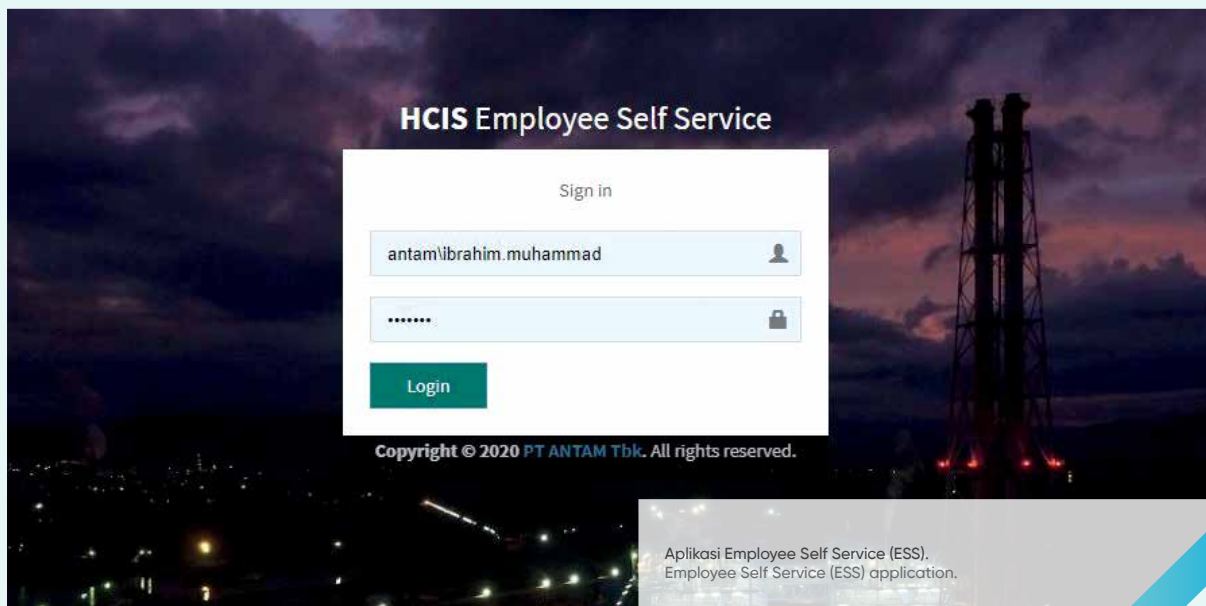 HCIS Employee Self Service
Sign in
antam\ibrahim.muhammad
•••••••
Login
Copyright © 2020 PT ANTAM Tbk. All rights reserved.
Aplikasi Employee Self Service (ESS).
Employee Self Service (ESS) application.